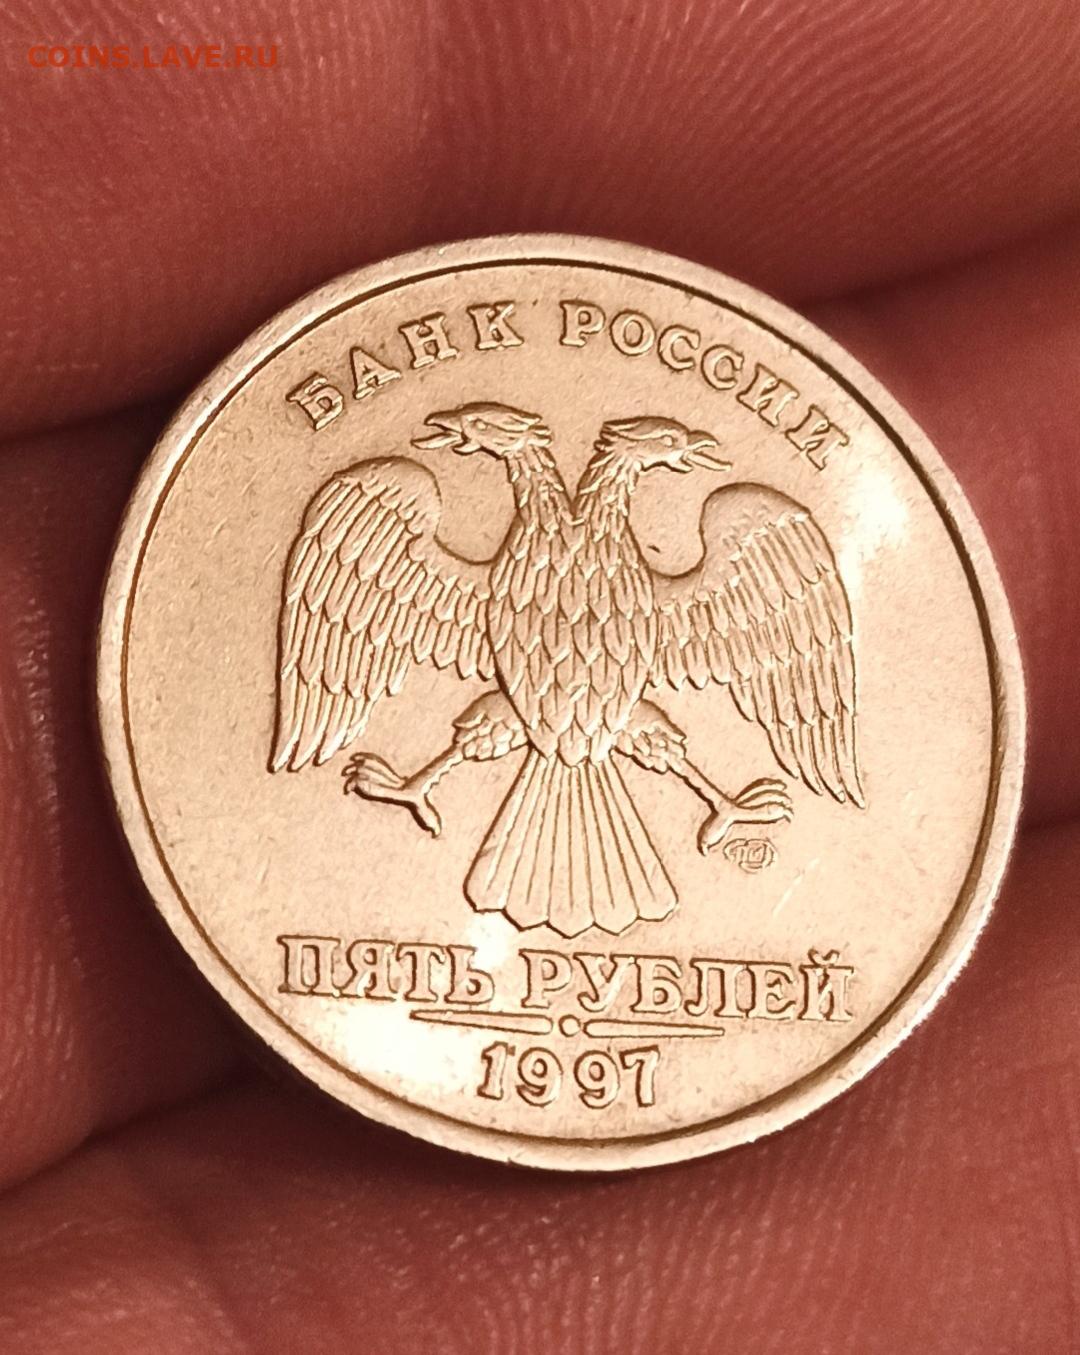 COINS.LAVE.RU
БАНК РОССИИ
ПЯТЬ РУБЛЕЙ
1997